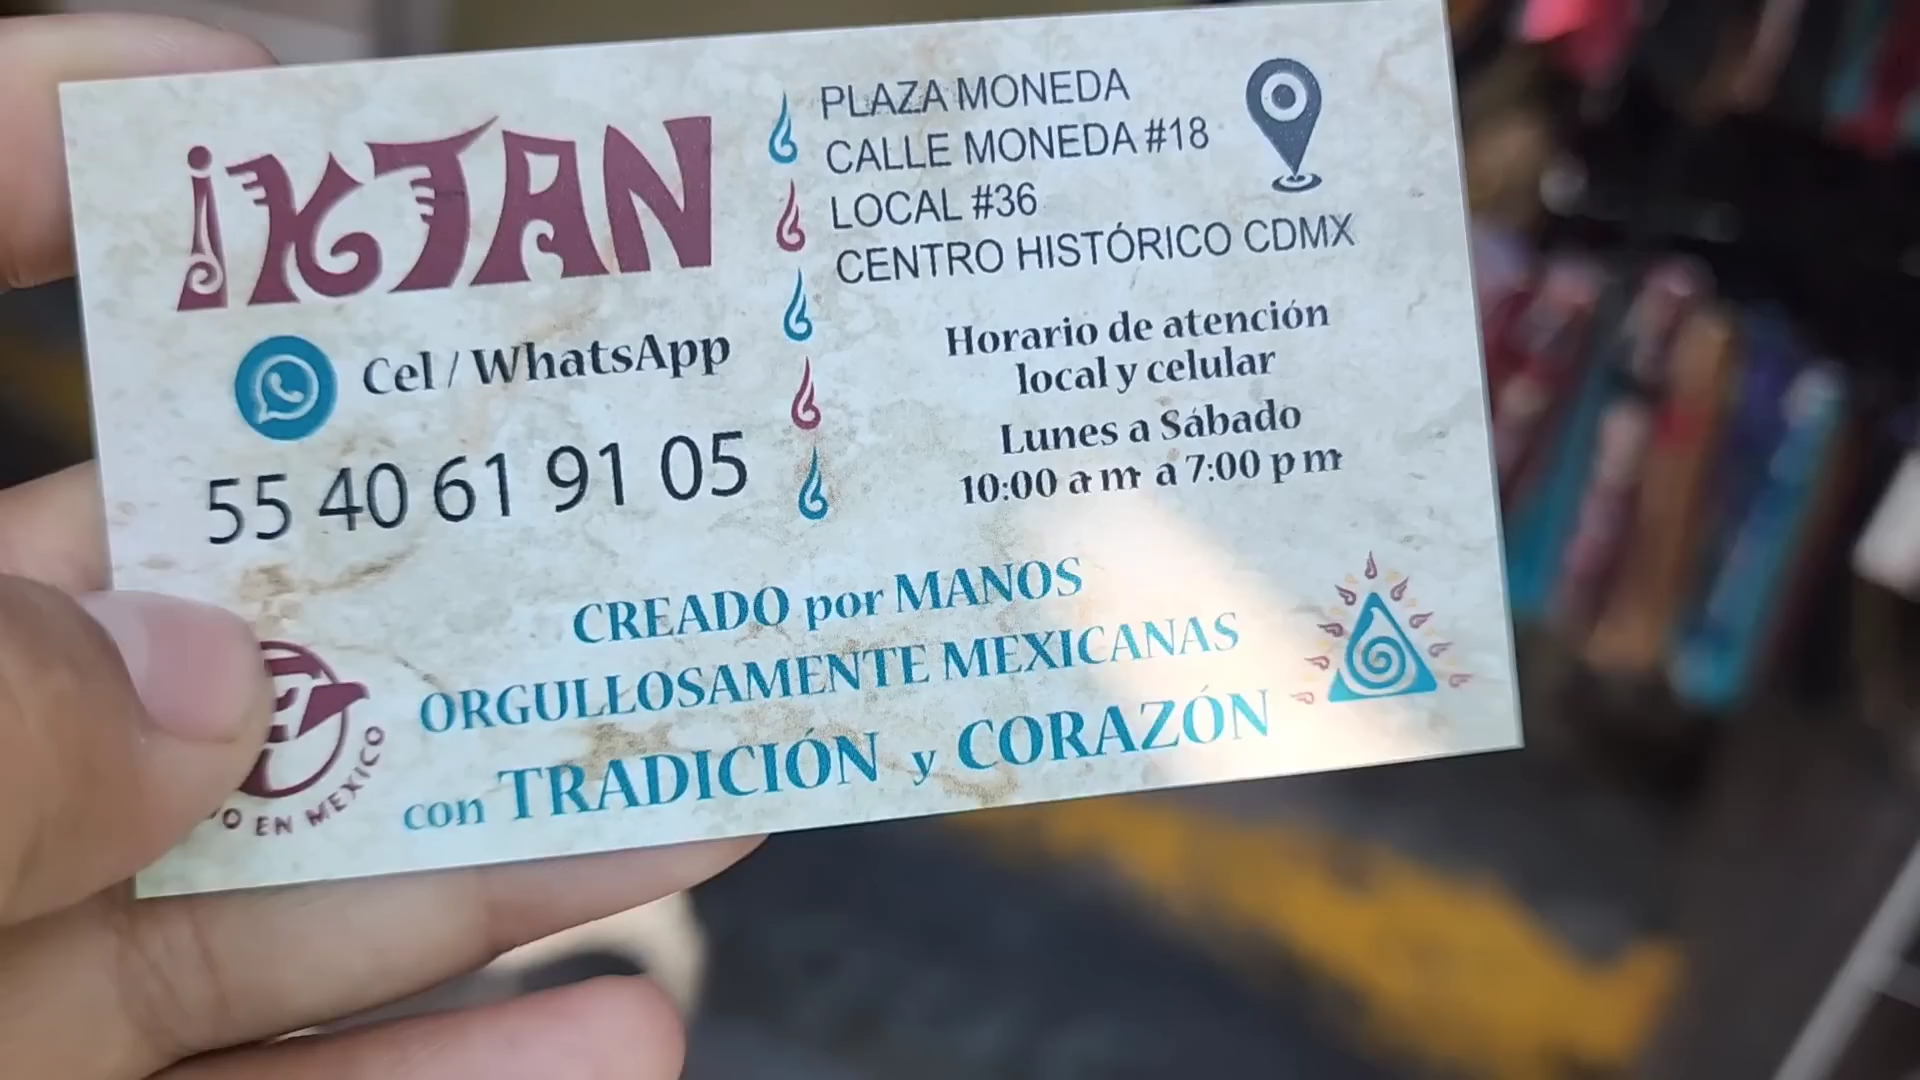 iKTAN
Cel / WhatsApp
55 40 61 91 05
PLAZA MONEDA
CALLE MONEDA #18
LOCAL #36
CENTRO HISTÓRICO CDMX
Horario de atención
local y celular
Lunes a Sábado
10:00 am a 7:00 pm
CREADO por MANOS
ORGULLOSAMENTE MEXICANAS
con TRADICIÓN y CORAZÓN
EN MEXICO